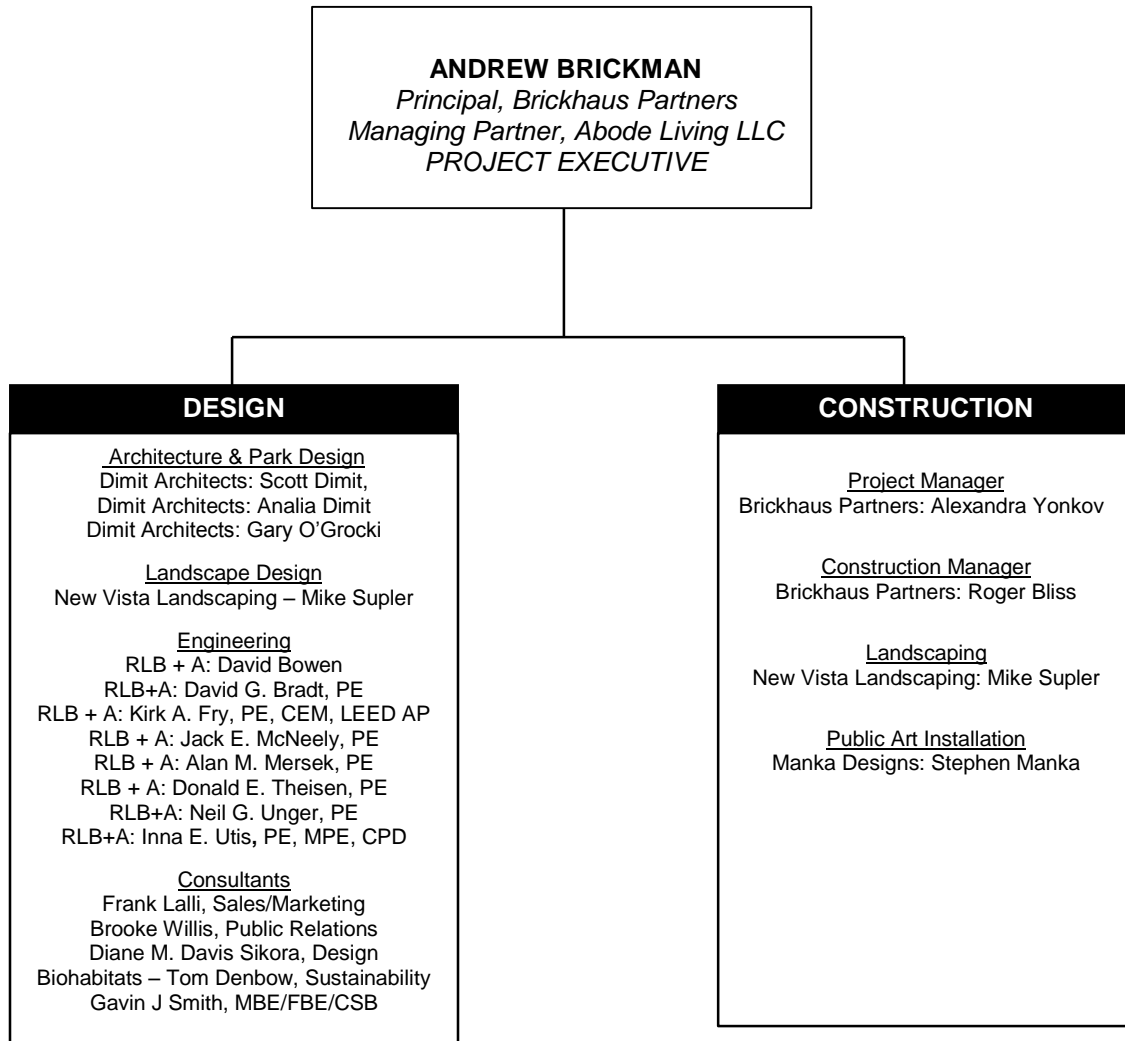 ANDREW BRICKMAN
Principal, Brickhaus Partners
Managing Partner, Abode Living LLC
PROJECT EXECUTIVE
DESIGN
Architecture & Park Design
Dimit Architects: Scott Dimit,
Dimit Architects: Analia Dimit
Dimit Architects: Gary O’Grocki
Landscape Design
New Vista Landscaping – Mike Supler
Engineering
RLB + A: David Bowen
RLB+A: David G. Bradt, PE
RLB + A: Kirk A. Fry, PE, CEM, LEED AP
RLB + A: Jack E. McNeely, PE
RLB + A: Alan M. Mersek, PE
RLB + A: Donald E. Theisen, PE
RLB+A: Neil G. Unger, PE
RLB+A: Inna E. Utis, PE, MPE, CPD
Consultants
Frank Lalli, Sales/Marketing
Brooke Willis, Public Relations
Diane M. Davis Sikora, Design
Biohabitats – Tom Denbow, Sustainability
Gavin J Smith, MBE/FBE/CSB
CONSTRUCTION
Project Manager
Brickhaus Partners: Alexandra Yonkov
Construction Manager
Brickhaus Partners: Roger Bliss
Landscaping
New Vista Landscaping: Mike Supler
Public Art Installation
Manka Designs: Stephen Manka